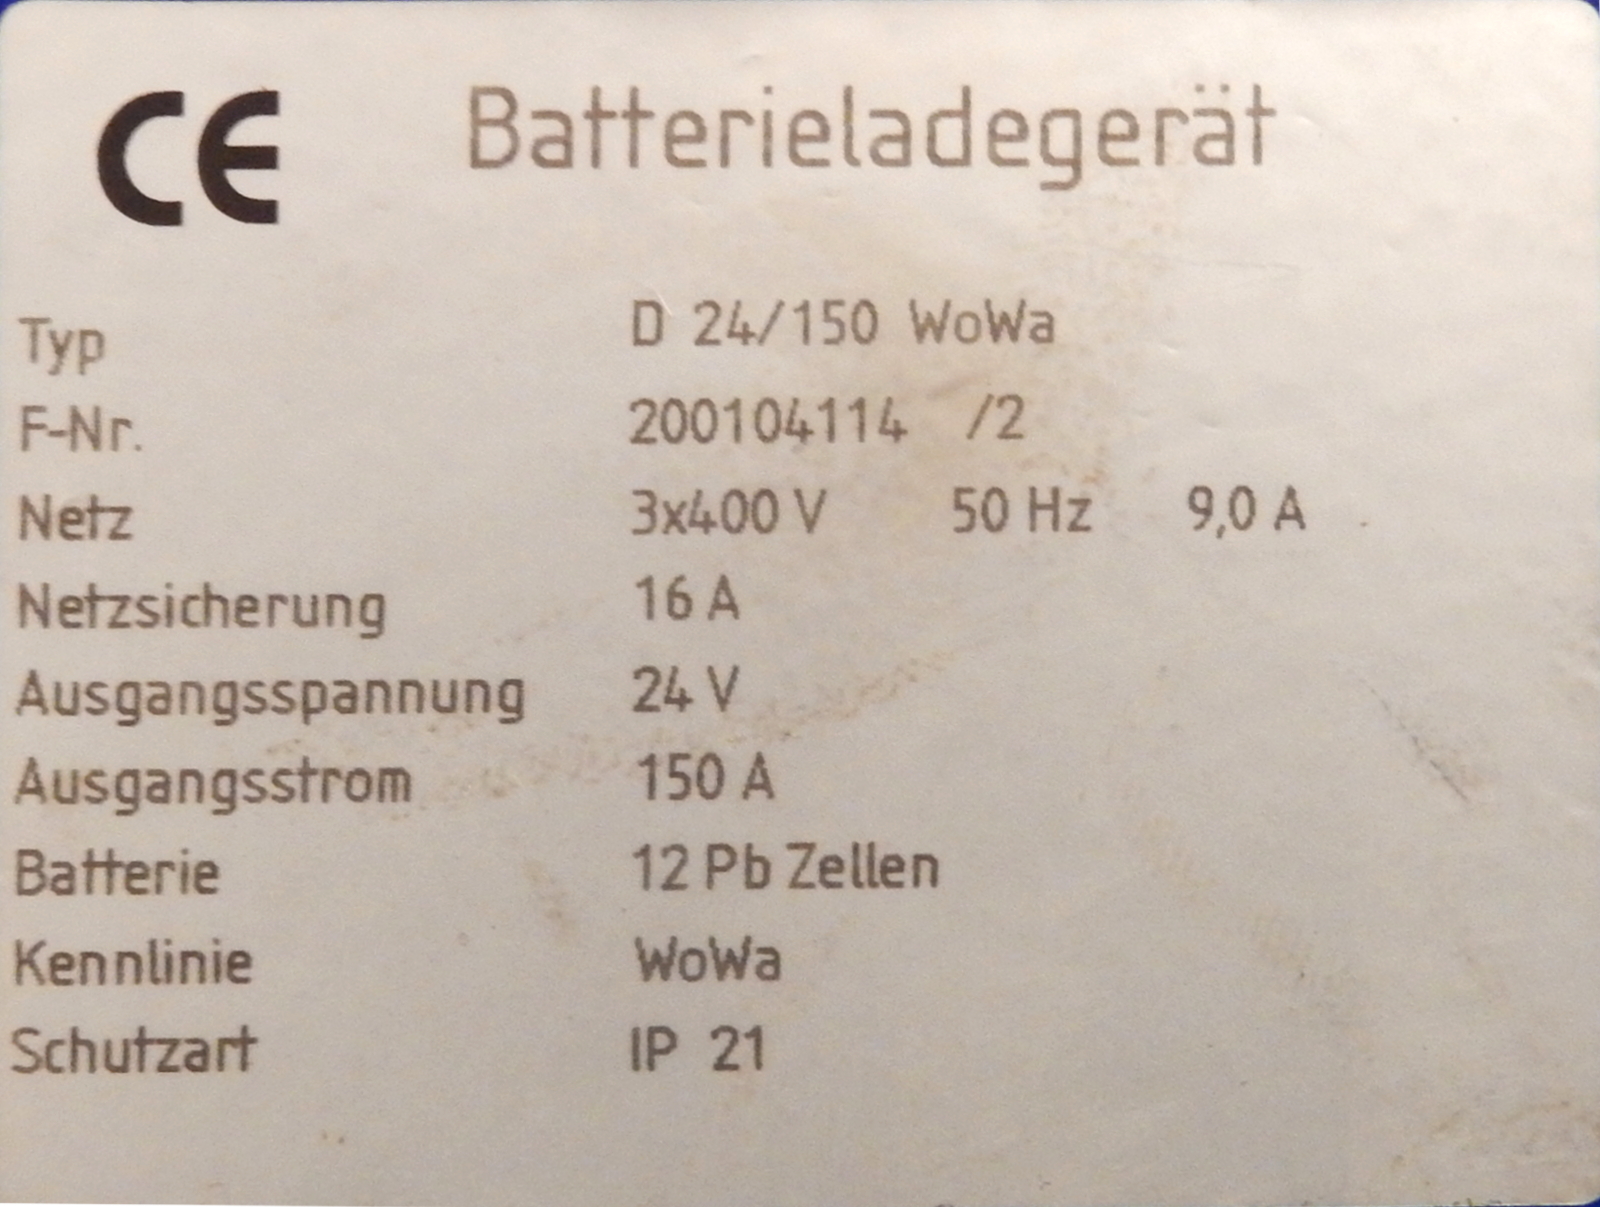 CE Batterieladegerät
Typ D 24/150 WoWa
F-Nr. 200104114 /2
Netz 3x400 V 50 Hz 9,0 A
Netzsicherung 16 A
Ausgangsspannung 24 V
Ausgangsstrom 150 A
Batterie 12 Pb Zellen
Kennlinie WoWa
Schutzart IP 21